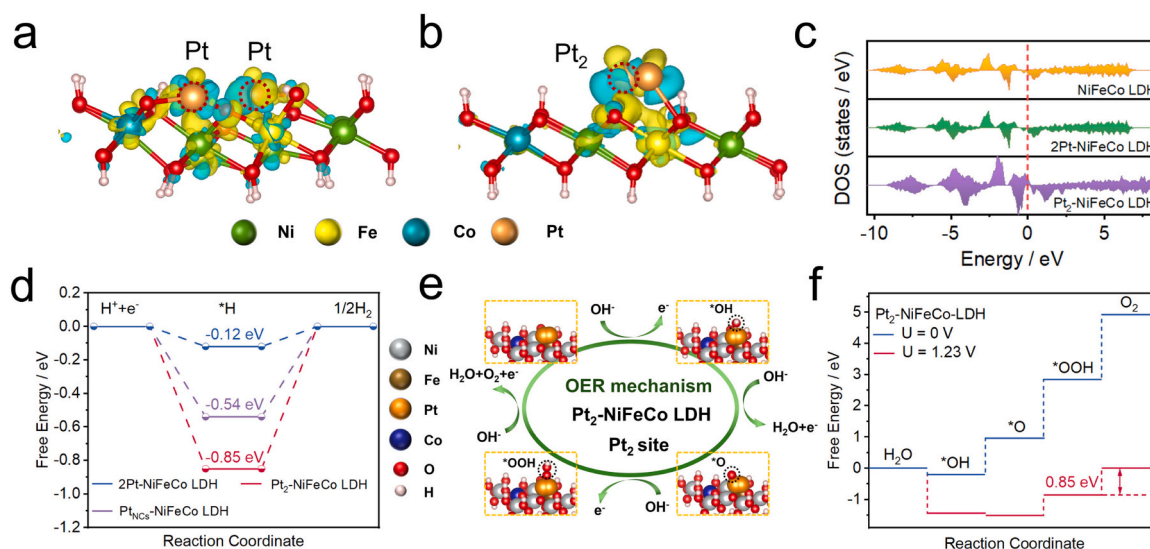 a
Pt Pt
b
Pt₂
Ni Fe Co Pt
c
DOS (states / eV)
NiFeCo LDH
2Pt-NiFeCo LDH
Pt₂-NiFeCo LDH
-10 -5 0 5
Energy / eV
d
Free Energy / eV
0.2
0.0
-0.2
-0.4
-0.6
-0.8
-1.0
-1.2
H⁺+e⁻ *H 1/2H₂
-0.12 eV
-0.54 eV
-0.85 eV
2Pt-NiFeCo LDH Pt₂-NiFeCo LDH
Pt_NCs-NiFeCo LDH
Reaction Coordinate
Ni
Fe
Pt
Co
O
H
e
OH⁻ e⁻
*OH
OH⁻
H₂O+e⁻
*O
OH⁻
e⁻
*OOH
OH⁻
H₂O+O₂+e⁻
OER mechanism
Pt₂-NiFeCo LDH
Pt₂ site
f
Free Energy / eV
5
4
3
2
1
0
-1
Pt₂-NiFeCo-LDH
U = 0 V
U = 1.23 V
H₂O
*OH
*O
*OOH
O₂
0.85 eV
Reaction Coordinate